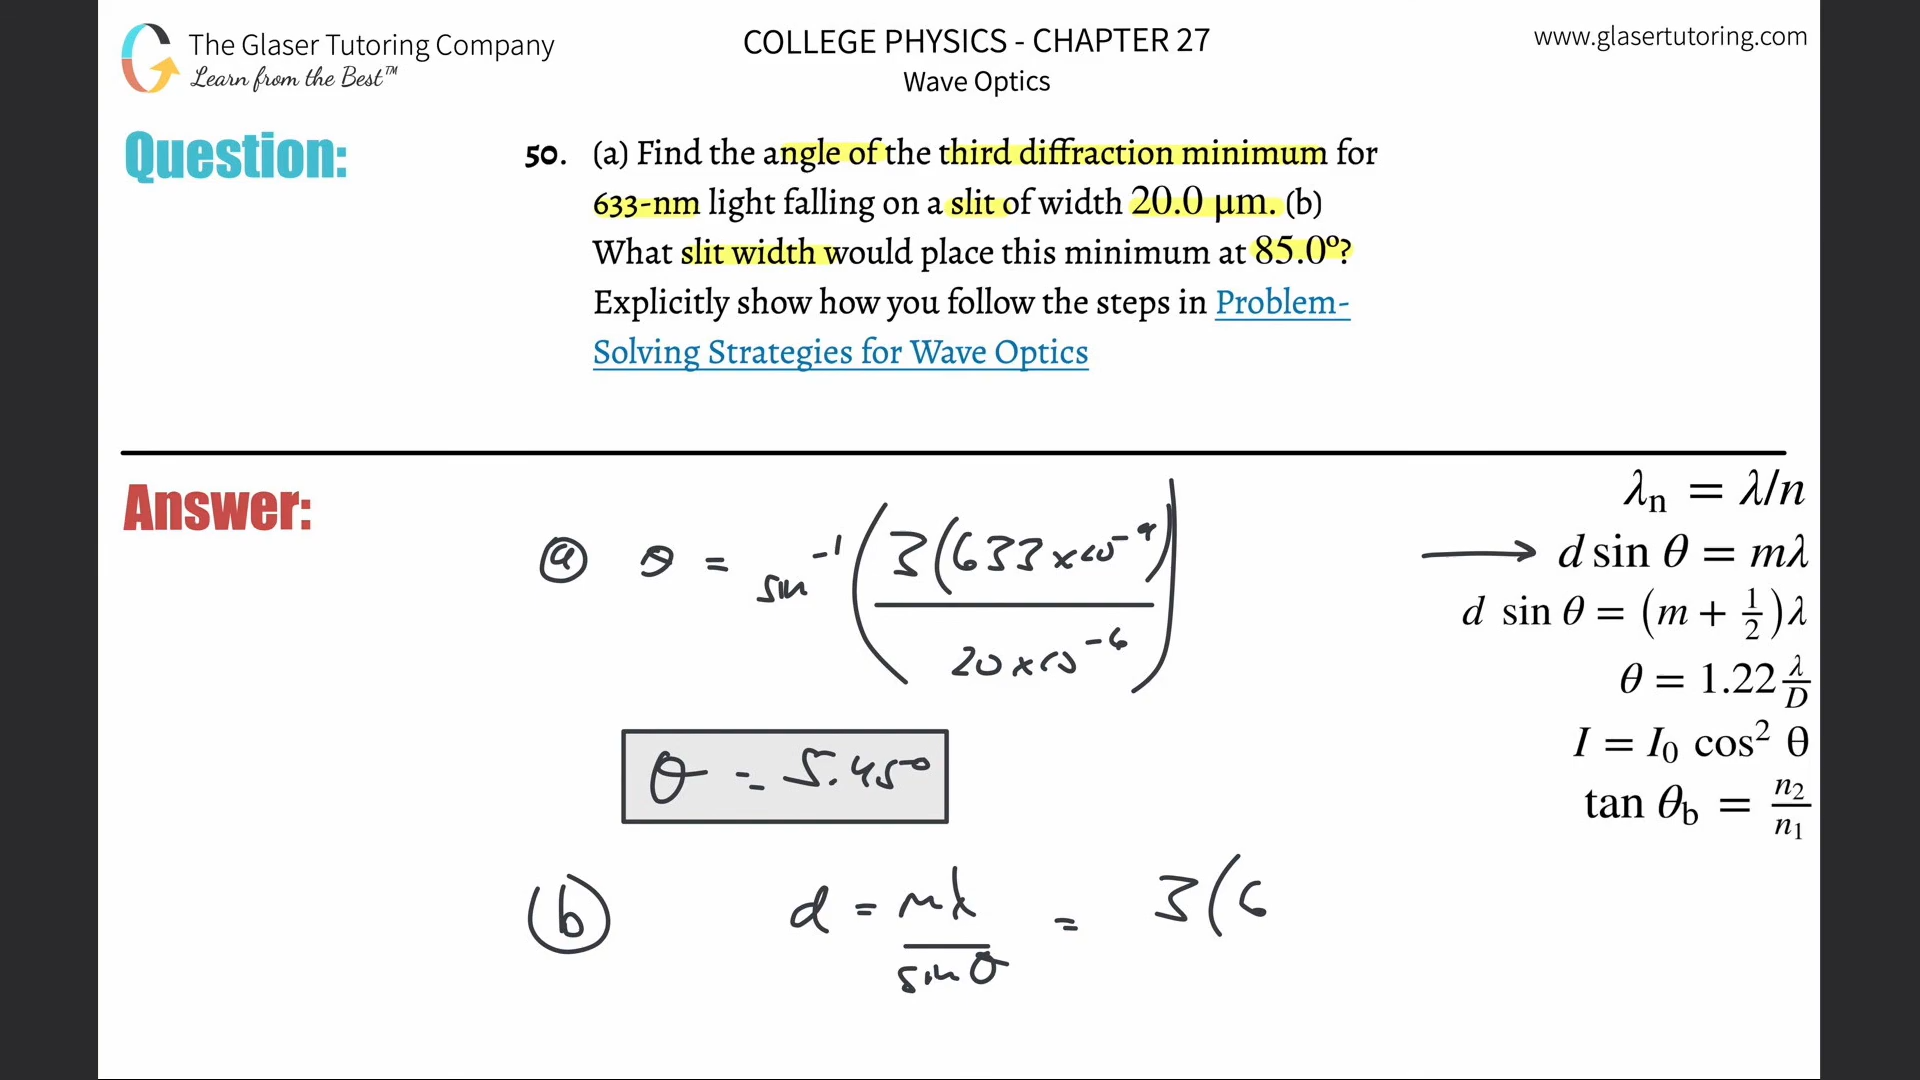 The Glaser Tutoring Company
Learn from the Best™
COLLEGE PHYSICS - CHAPTER 27
Wave Optics
www.glasertutoring.com
Question:
50. (a) Find the angle of the third diffraction minimum for
633-nm light falling on a slit of width 20.0 μm. (b)
What slit width would place this minimum at 85.0º?
Explicitly show how you follow the steps in Problem-
Solving Strategies for Wave Optics
Answer:
(a) θ = sin⁻¹ (3(633×10⁻⁹) / 20×10⁻⁶)
θ = 5.45°
(b) d = mλ / sin θ = 3(6
λn = λ/n
→ d sin θ = mλ
d sin θ = (m + 1/2)λ
θ = 1.22 λ/D
I = I₀ cos² θ
tan θb = n₂/n₁